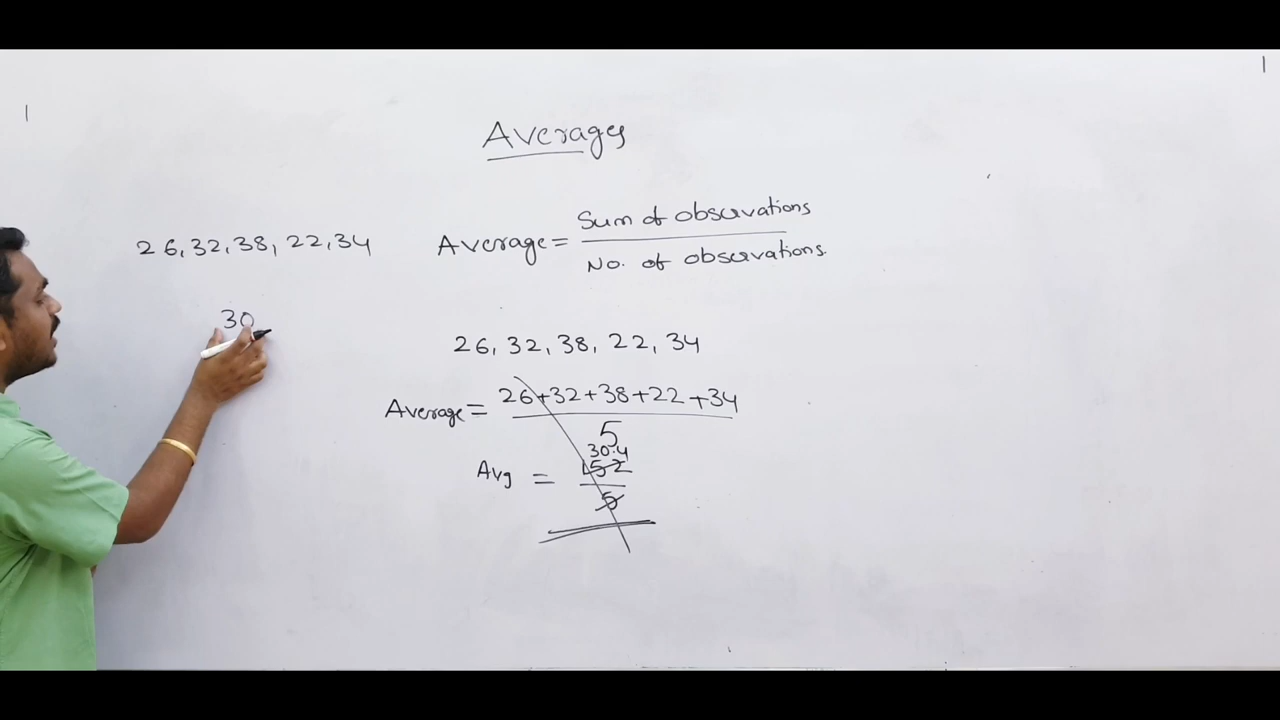 Averages
26, 32, 38, 22, 34
Average = Sum of observations / No. of observations.
30
26, 32, 38, 22, 34
Average = 26+32+38+22+34 / 5
30.4
Avg = 152 / 5